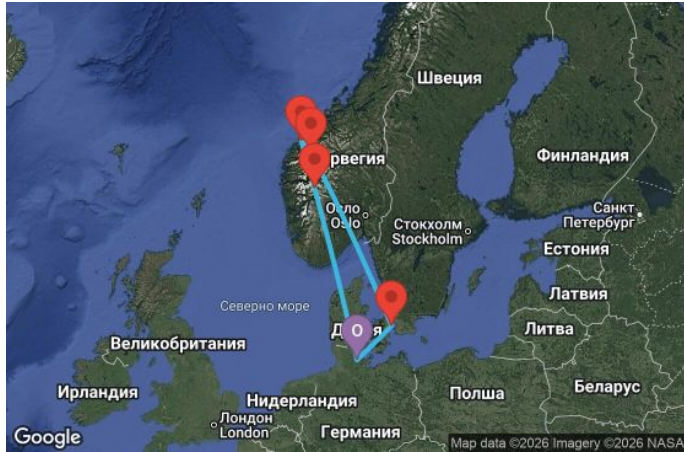 Швеция
рвегия
Финландия
Осло
Oslo
Стокхолм
Stockholm
Санкт
Петербург
Естония
Латвия
Северно море
Д
О
я
Литва
Великобритания
Беларус
Ирландия
Нидерландия
Полша
Лондон
London
Германия
Google
Map data ©2026 Imagery ©2026 NASA